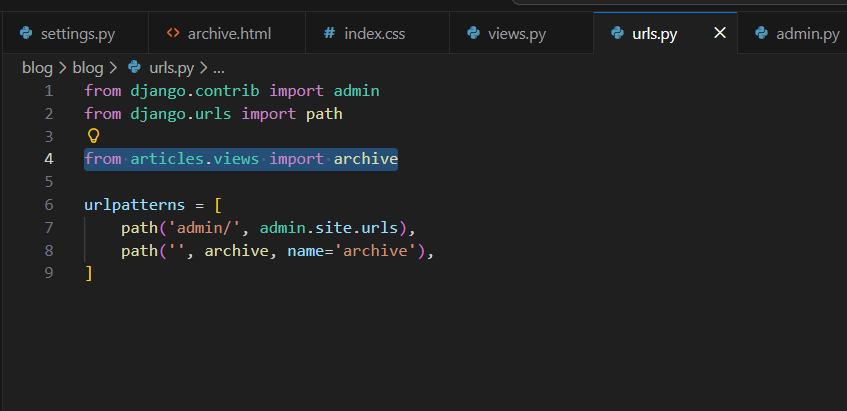 settings.py <> archive.html # index.css views.py urls.py × admin.py
blog > blog > urls.py > ...
1 from django.contrib import admin
2 from django.urls import path
3
4 from·articles.views·import·archive
5
6 urlpatterns = [
7     path('admin/', admin.site.urls),
8     path('', archive, name='archive'),
9 ]